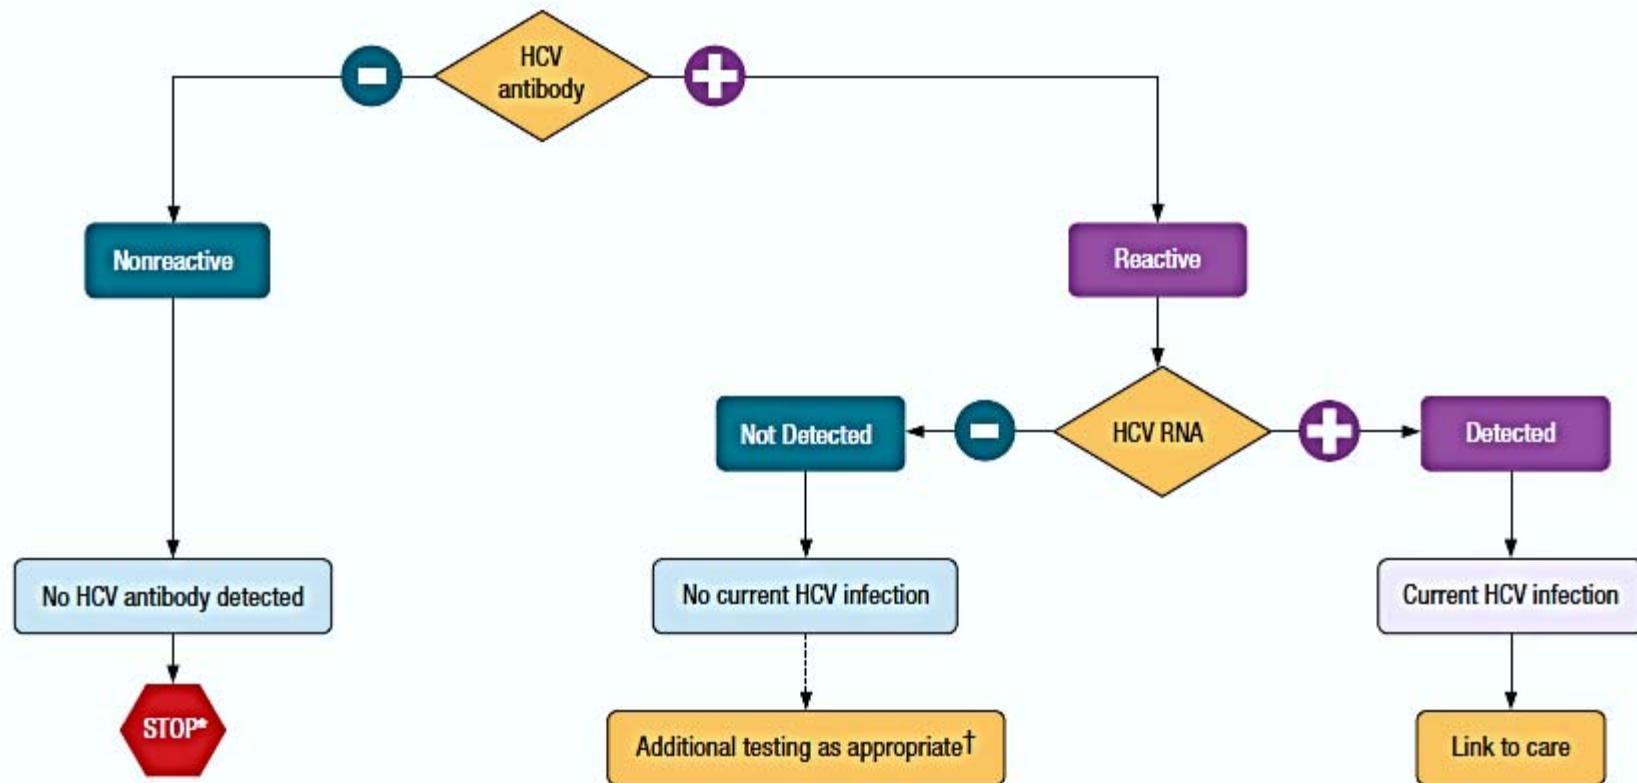 HCV
antibody
Nonreactive
Reactive
Not Detected
HCV RNA
Detected
No HCV antibody detected
No current HCV infection
Current HCV infection
STOP*
Additional testing as appropriate†
Link to care